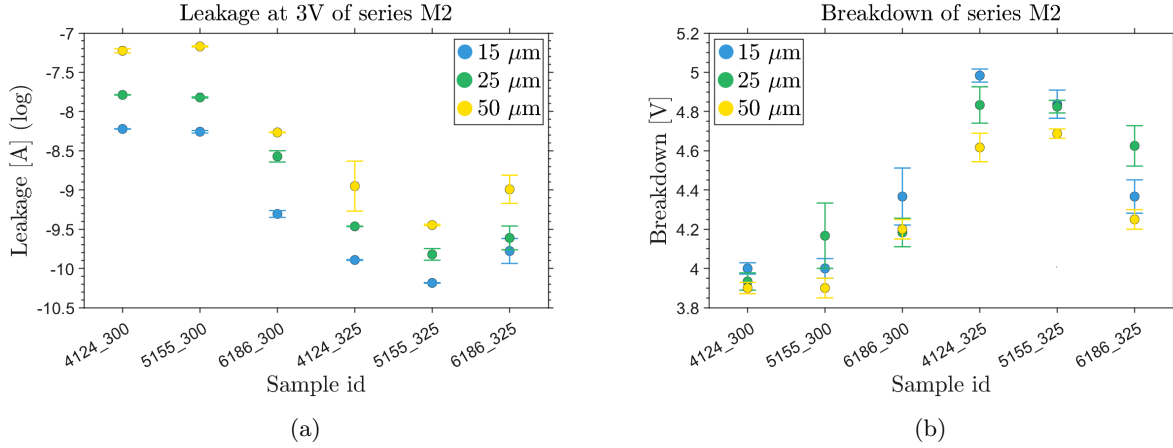 Leakage at 3V of series M2
Leakage [A] (log)
-7
-7.5
-8
-8.5
-9
-9.5
-10
-10.5
15 μm
25 μm
50 μm
4124_300
5155_300
6186_300
4124_325
5155_325
6186_325
Sample id
(a)
Breakdown of series M2
Breakdown [V]
5.2
5
4.8
4.6
4.4
4.2
4
3.8
15 μm
25 μm
50 μm
4124_300
5155_300
6186_300
4124_325
5155_325
6186_325
Sample id
(b)